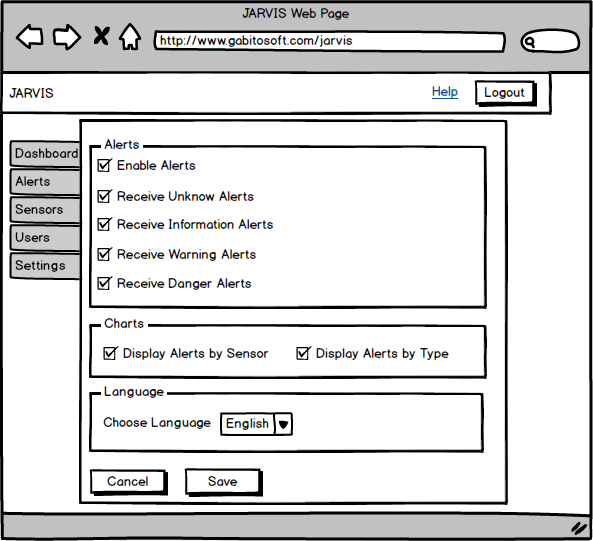 JARVIS Web Page
http://www.gabitosoft.com/jarvis
JARVIS
Help
Logout
Dashboard
Alerts
Sensors
Users
Settings
Alerts
Enable Alerts
Receive Unknow Alerts
Receive Information Alerts
Receive Warning Alerts
Receive Danger Alerts
Charts
Display Alerts by Sensor
Display Alerts by Type
Language
Choose Language
English
Cancel
Save